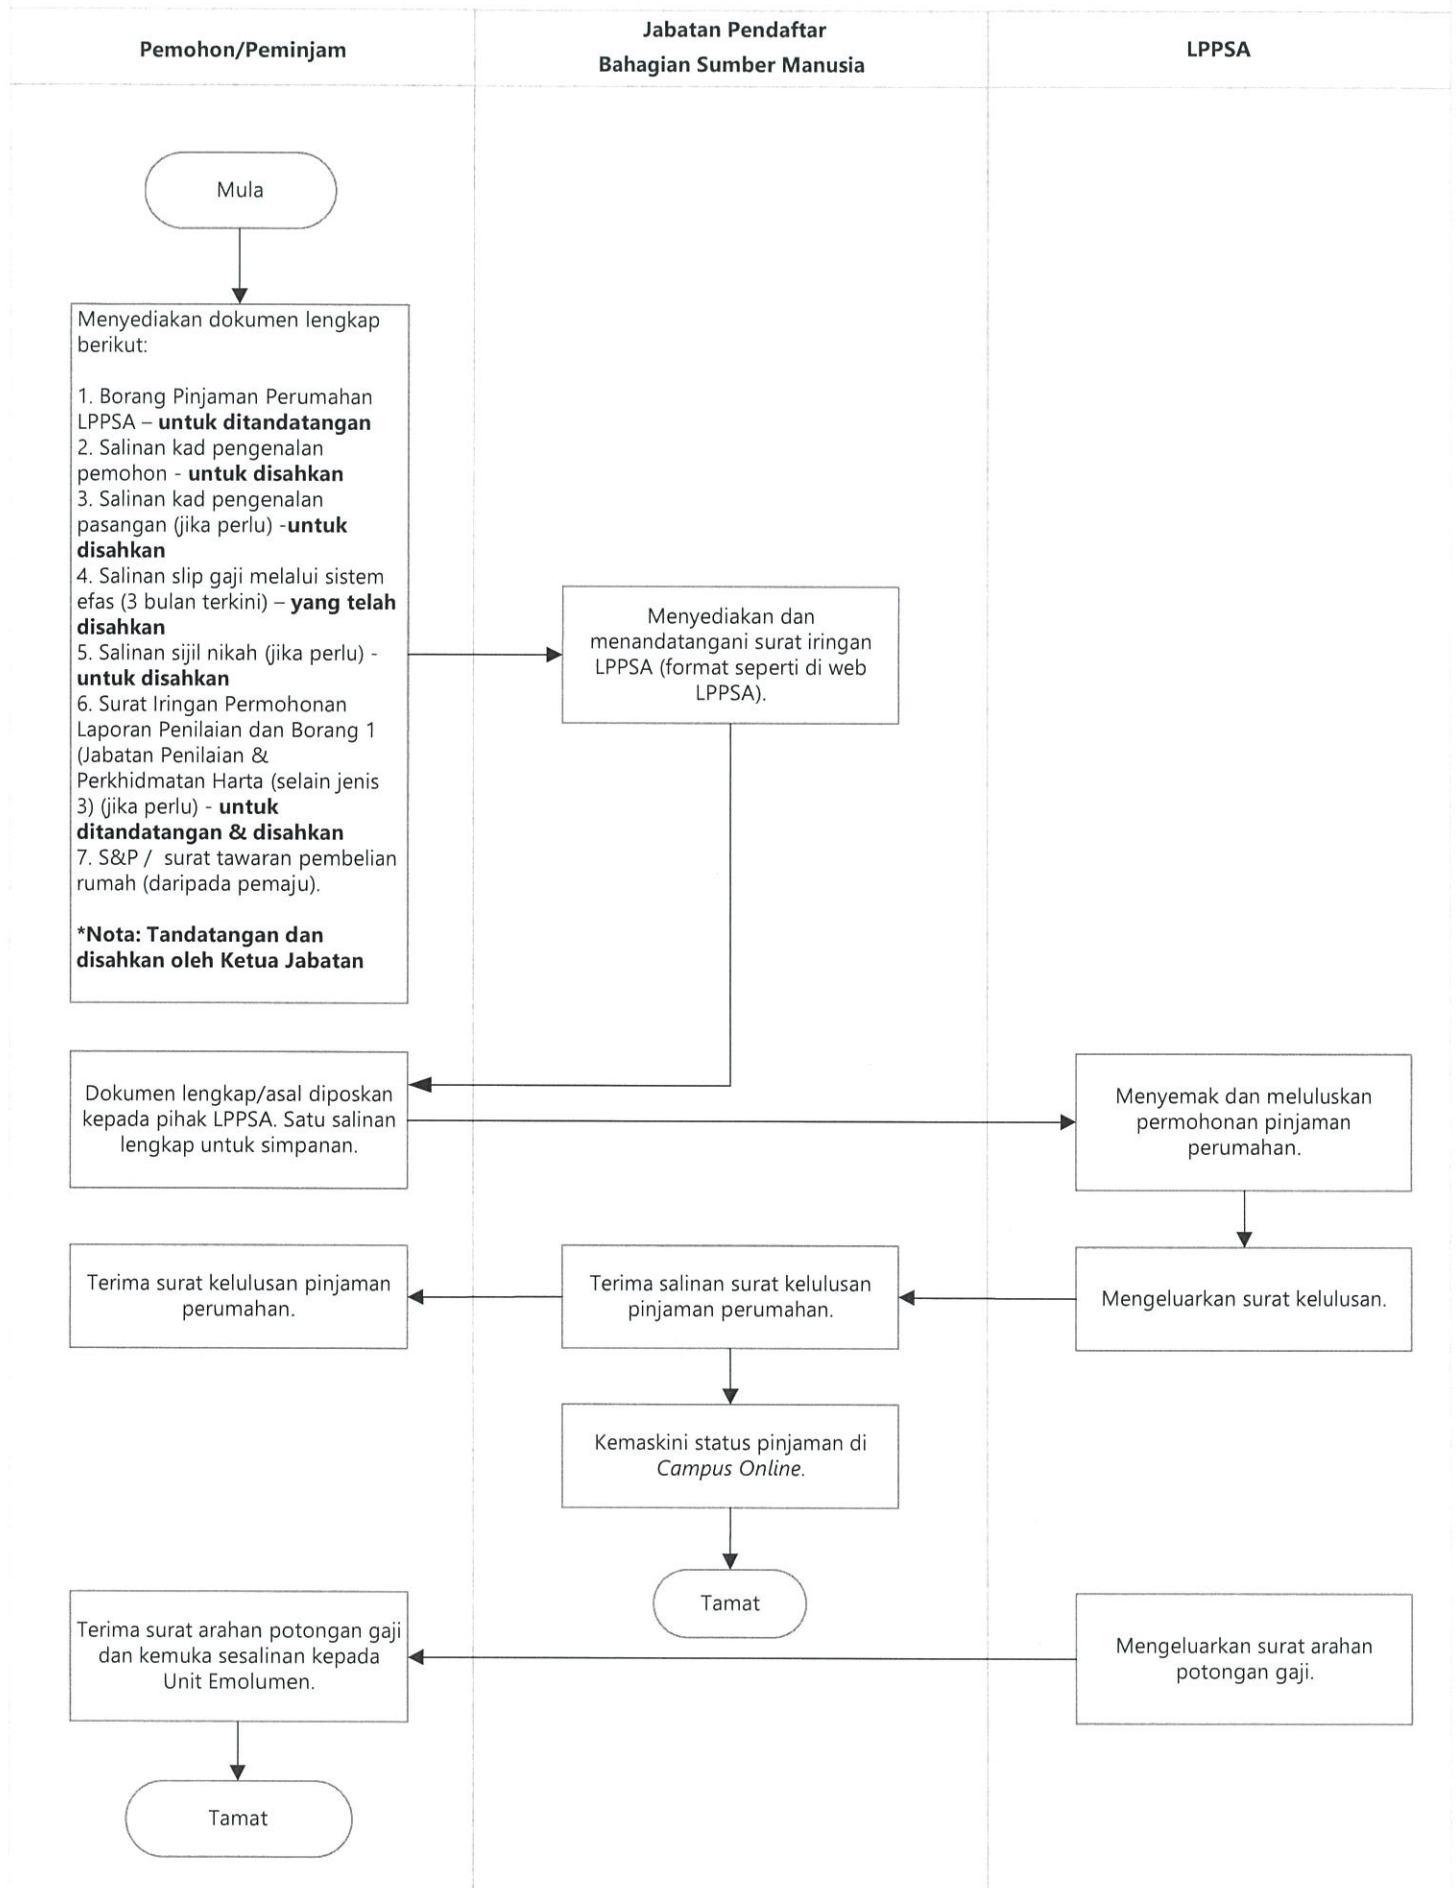 Pemohon/Peminjam
Jabatan Pendaftar
Bahagian Sumber Manusia
LPPSA
Mula
Menyediakan dokumen lengkap
berikut:
1. Borang Pinjaman Perumahan
LPPSA – untuk ditandatangan
2. Salinan kad pengenalan
pemohon - untuk disahkan
3. Salinan kad pengenalan
pasangan (jika perlu) -untuk
disahkan
4. Salinan slip gaji melalui sistem
efas (3 bulan terkini) – yang telah
disahkan
5. Salinan sijil nikah (jika perlu) -
untuk disahkan
6. Surat Iringan Permohonan
Laporan Penilaian dan Borang 1
(Jabatan Penilaian &
Perkhidmatan Harta (selain jenis
3) (jika perlu) - untuk
ditandatangan & disahkan
7. S&P / surat tawaran pembelian
rumah (daripada pemaju).
*Nota: Tandatangan dan
disahkan oleh Ketua Jabatan
Menyediakan dan
menandatangani surat iringan
LPPSA (format seperti di web
LPPSA).
Dokumen lengkap/asal diposkan
kepada pihak LPPSA. Satu salinan
lengkap untuk simpanan.
Menyemak dan meluluskan
permohonan pinjaman
perumahan.
Terima surat kelulusan pinjaman
perumahan.
Terima salinan surat kelulusan
pinjaman perumahan.
Mengeluarkan surat kelulusan.
Kemaskini status pinjaman di
Campus Online.
Tamat
Terima surat arahan potongan gaji
dan kemuka sesalinan kepada
Unit Emolumen.
Mengeluarkan surat arahan
potongan gaji.
Tamat